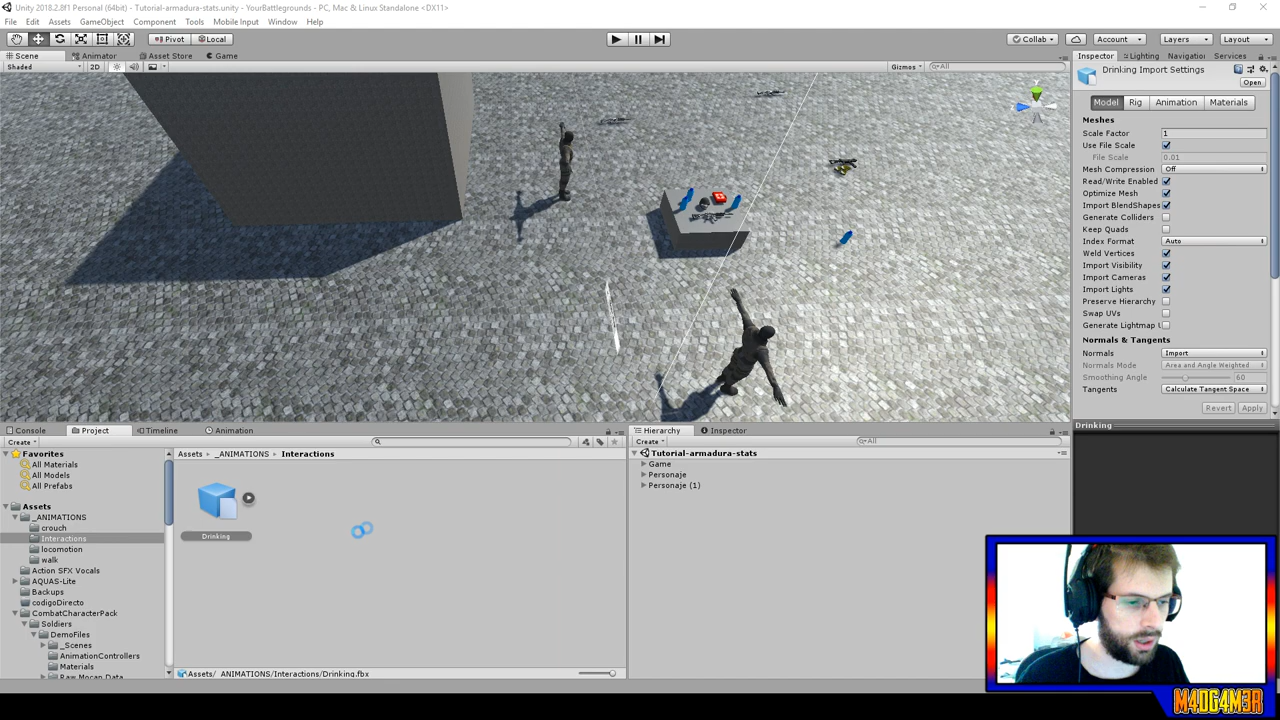 Unity 2018.2.8f1 Personal (64bit) - Tutorial-armadura-stats.unity - YourBattlegrounds - PC, Mac & Linux Standalone <DX11>
File Edit Assets GameObject Component Tools Mobile Input Window Help
Pivot Local Collab Account Layers Layout
Scene Animator Asset Store Game
Shaded 2D Gizmos All
Inspector Lighting Navigation Services
Drinking Import Settings
Open
Model Rig Animation Materials
Meshes
Scale Factor 1
Use File Scale
File Scale 0.01
Mesh Compression Off
Read/Write Enabled
Optimize Mesh
Import BlendShapes
Generate Colliders
Keep Quads
Index Format Auto
Weld Vertices
Import Visibility
Import Cameras
Import Lights
Preserve Hierarchy
Swap UVs
Generate Lightmap U
Normals & Tangents
Normals Import
Normals Mode Area and Angle Weighted
Smoothing Angle 60
Tangents Calculate Tangent Space
Revert Apply
Drinking
Console Project Timeline Animation
Create
Favorites
All Materials
All Models
All Prefabs
Assets
_ANIMATIONS
crouch
Interactions
locomotion
walk
Action SFX Vocals
AQUAS-Lite
Backups
codigoDirecto
CombatCharacterPack
Soldiers
DemoFiles
_Scenes
AnimationControllers
Materials
Raw Mocap Data
Assets _ANIMATIONS Interactions
Drinking
Assets/_ANIMATIONS/Interactions/Drinking.fbx
Hierarchy Inspector
Create All
Tutorial-armadura-stats
Game
Personaje
Personaje (1)
M40G4M3R